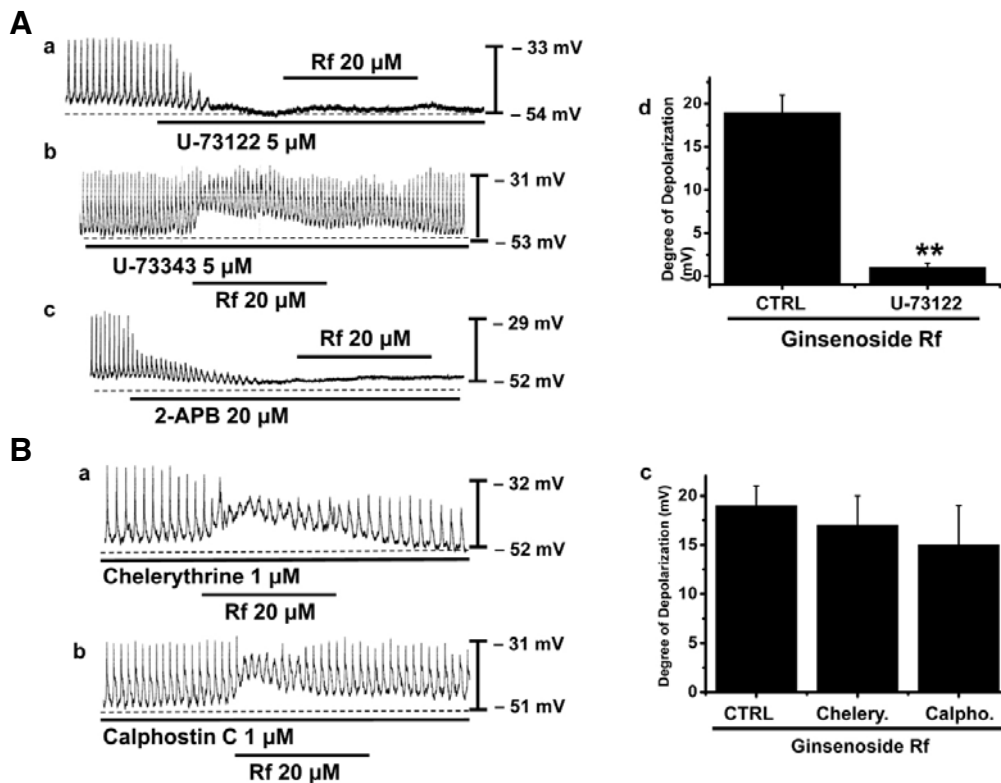 A
a
Rf 20 µM
– 33 mV
– 54 mV
U-73122 5 µM
b
– 31 mV
– 53 mV
U-73343 5 µM
Rf 20 µM
c
Rf 20 µM
– 29 mV
– 52 mV
2-APB 20 µM
d
Degree of Depolarization
(mV)
20
15
10
5
0
**
CTRL
U-73122
Ginsenoside Rf
B
a
– 32 mV
– 52 mV
Chelerythrine 1 µM
Rf 20 µM
b
– 31 mV
– 51 mV
Calphostin C 1 µM
Rf 20 µM
c
Degree of Depolarization (mV)
20
15
10
5
0
CTRL
Chelery.
Calpho.
Ginsenoside Rf